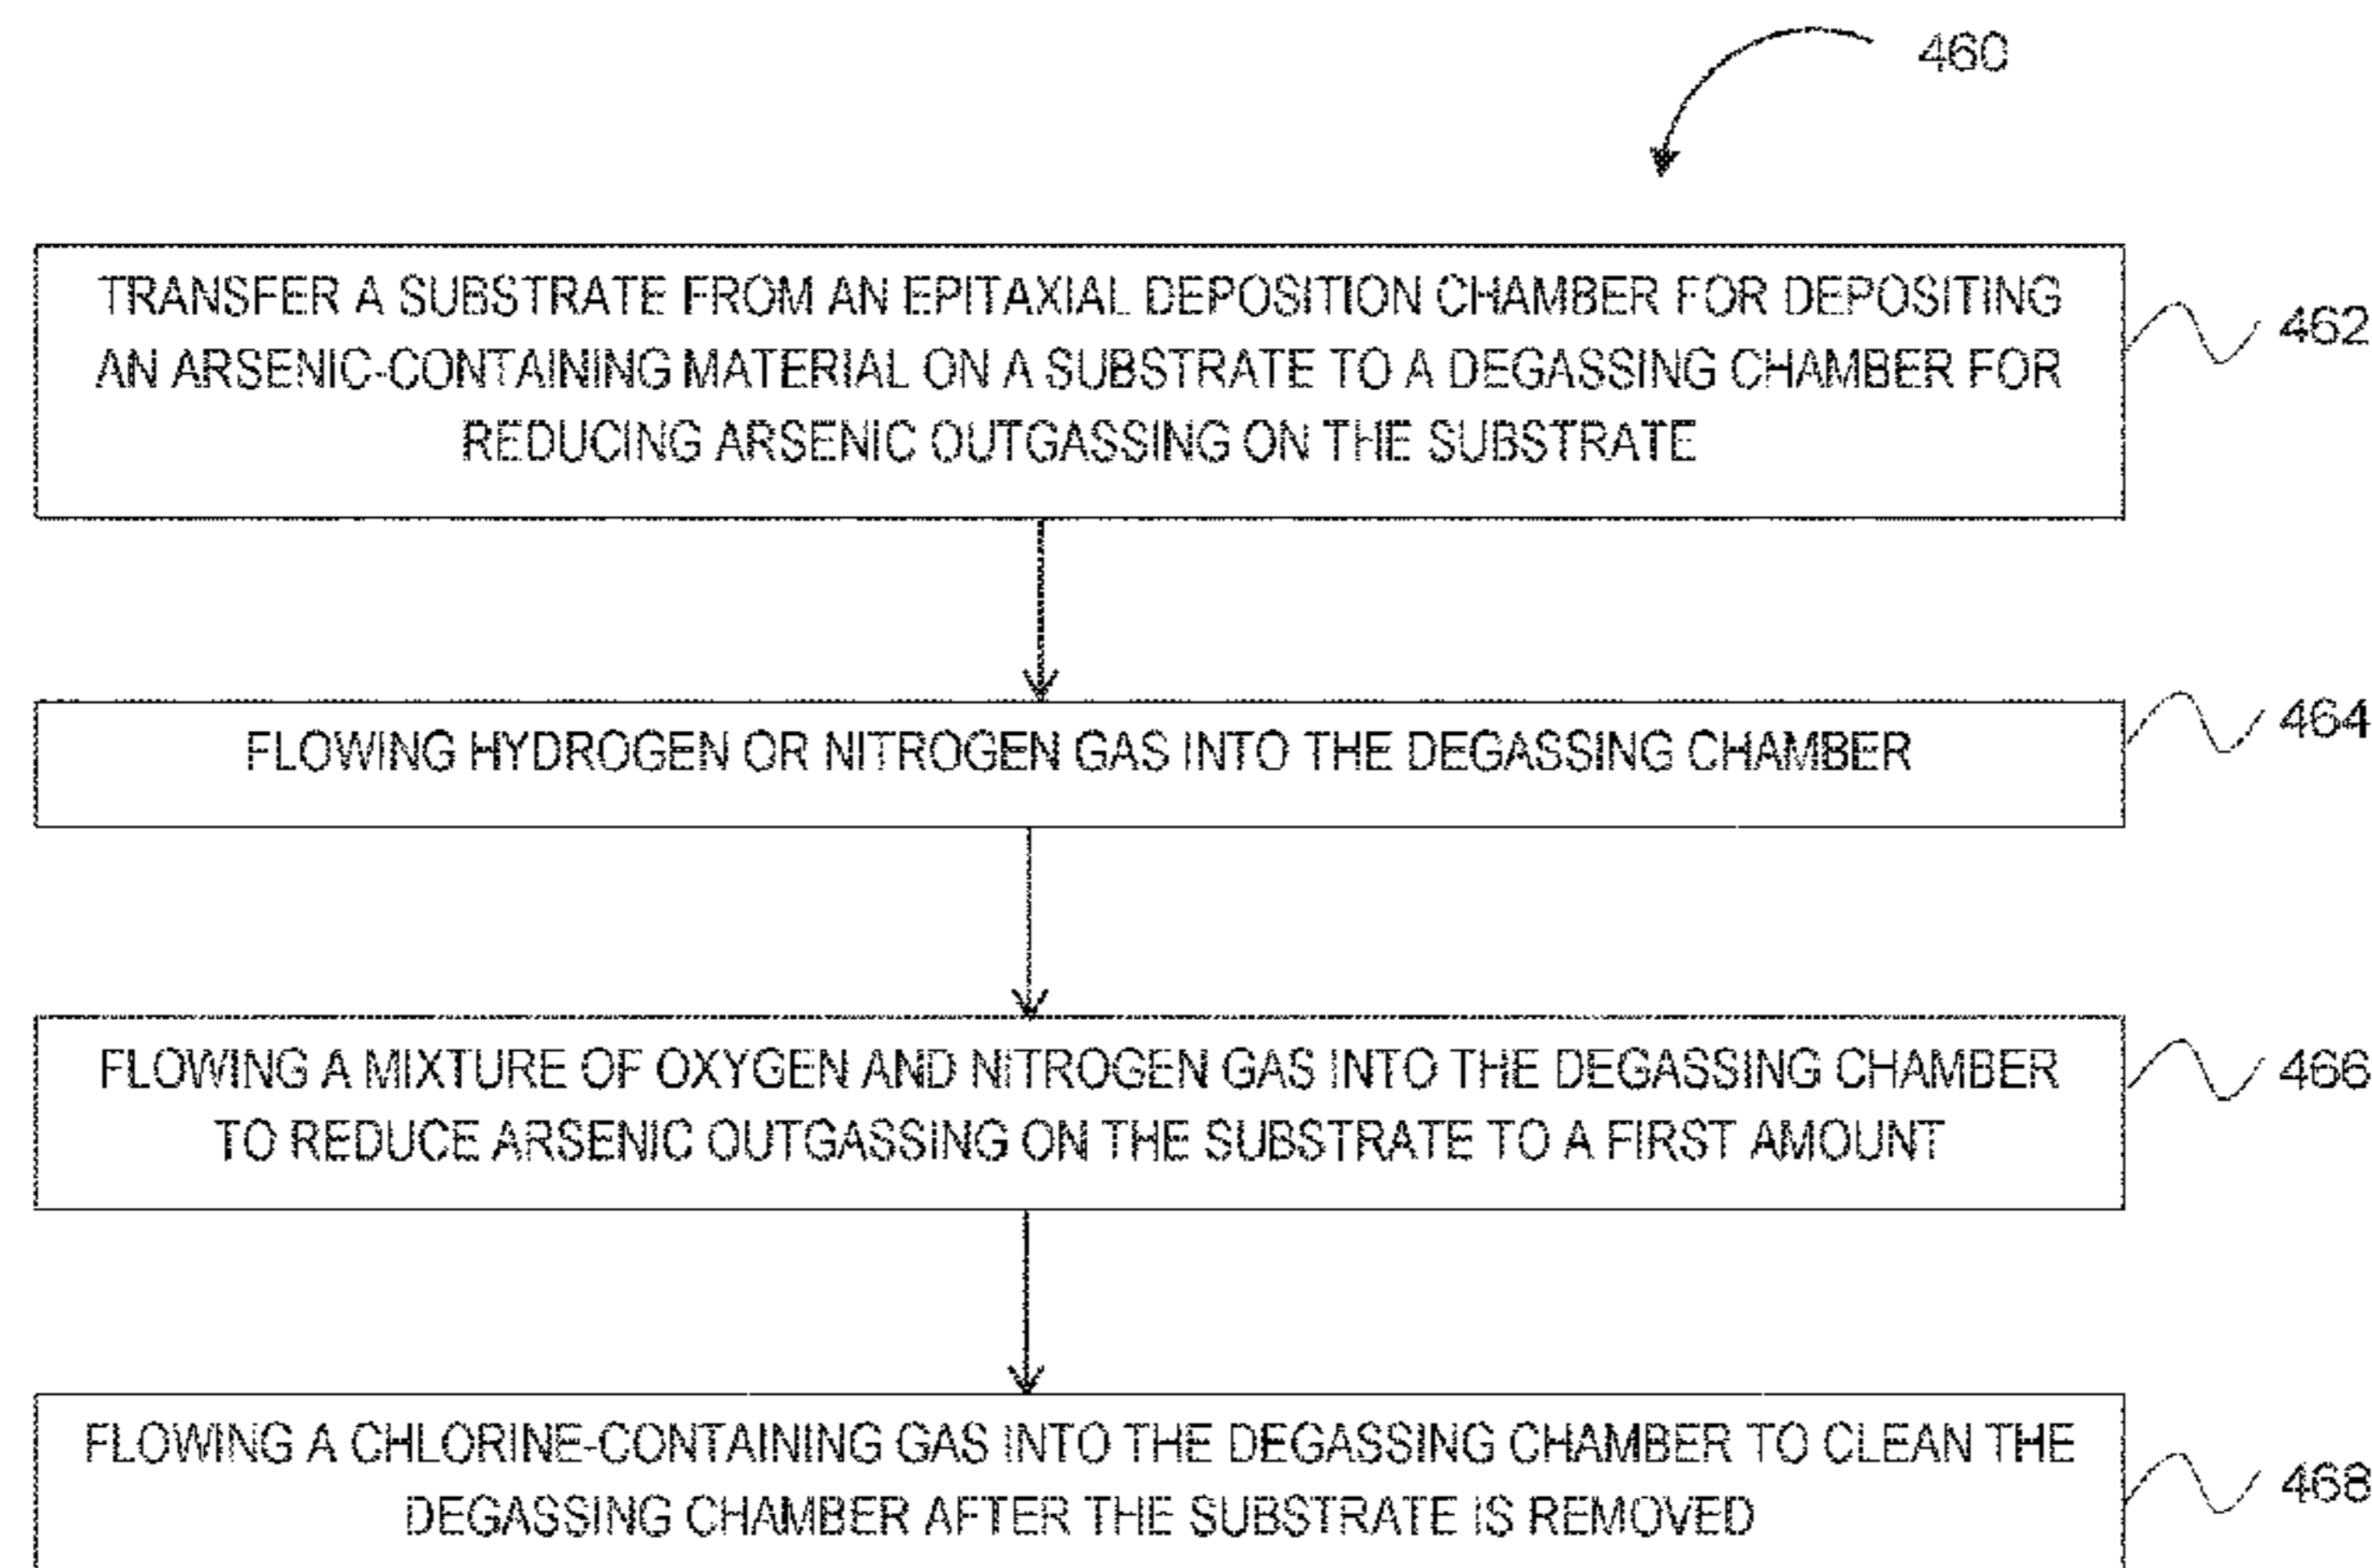 460
TRANSFER A SUBSTRATE FROM AN EPITAXIAL DEPOSITION CHAMBER FOR DEPOSITING
AN ARSENIC-CONTAINING MATERIAL ON A SUBSTRATE TO A DEGASSING CHAMBER FOR
REDUCING ARSENIC OUTGASSING ON THE SUBSTRATE
462
FLOWING HYDROGEN OR NITROGEN GAS INTO THE DEGASSING CHAMBER
464
FLOWING A MIXTURE OF OXYGEN AND NITROGEN GAS INTO THE DEGASSING CHAMBER
TO REDUCE ARSENIC OUTGASSING ON THE SUBSTRATE TO A FIRST AMOUNT
466
FLOWING A CHLORINE-CONTAINING GAS INTO THE DEGASSING CHAMBER TO CLEAN THE
DEGASSING CHAMBER AFTER THE SUBSTRATE IS REMOVED
468